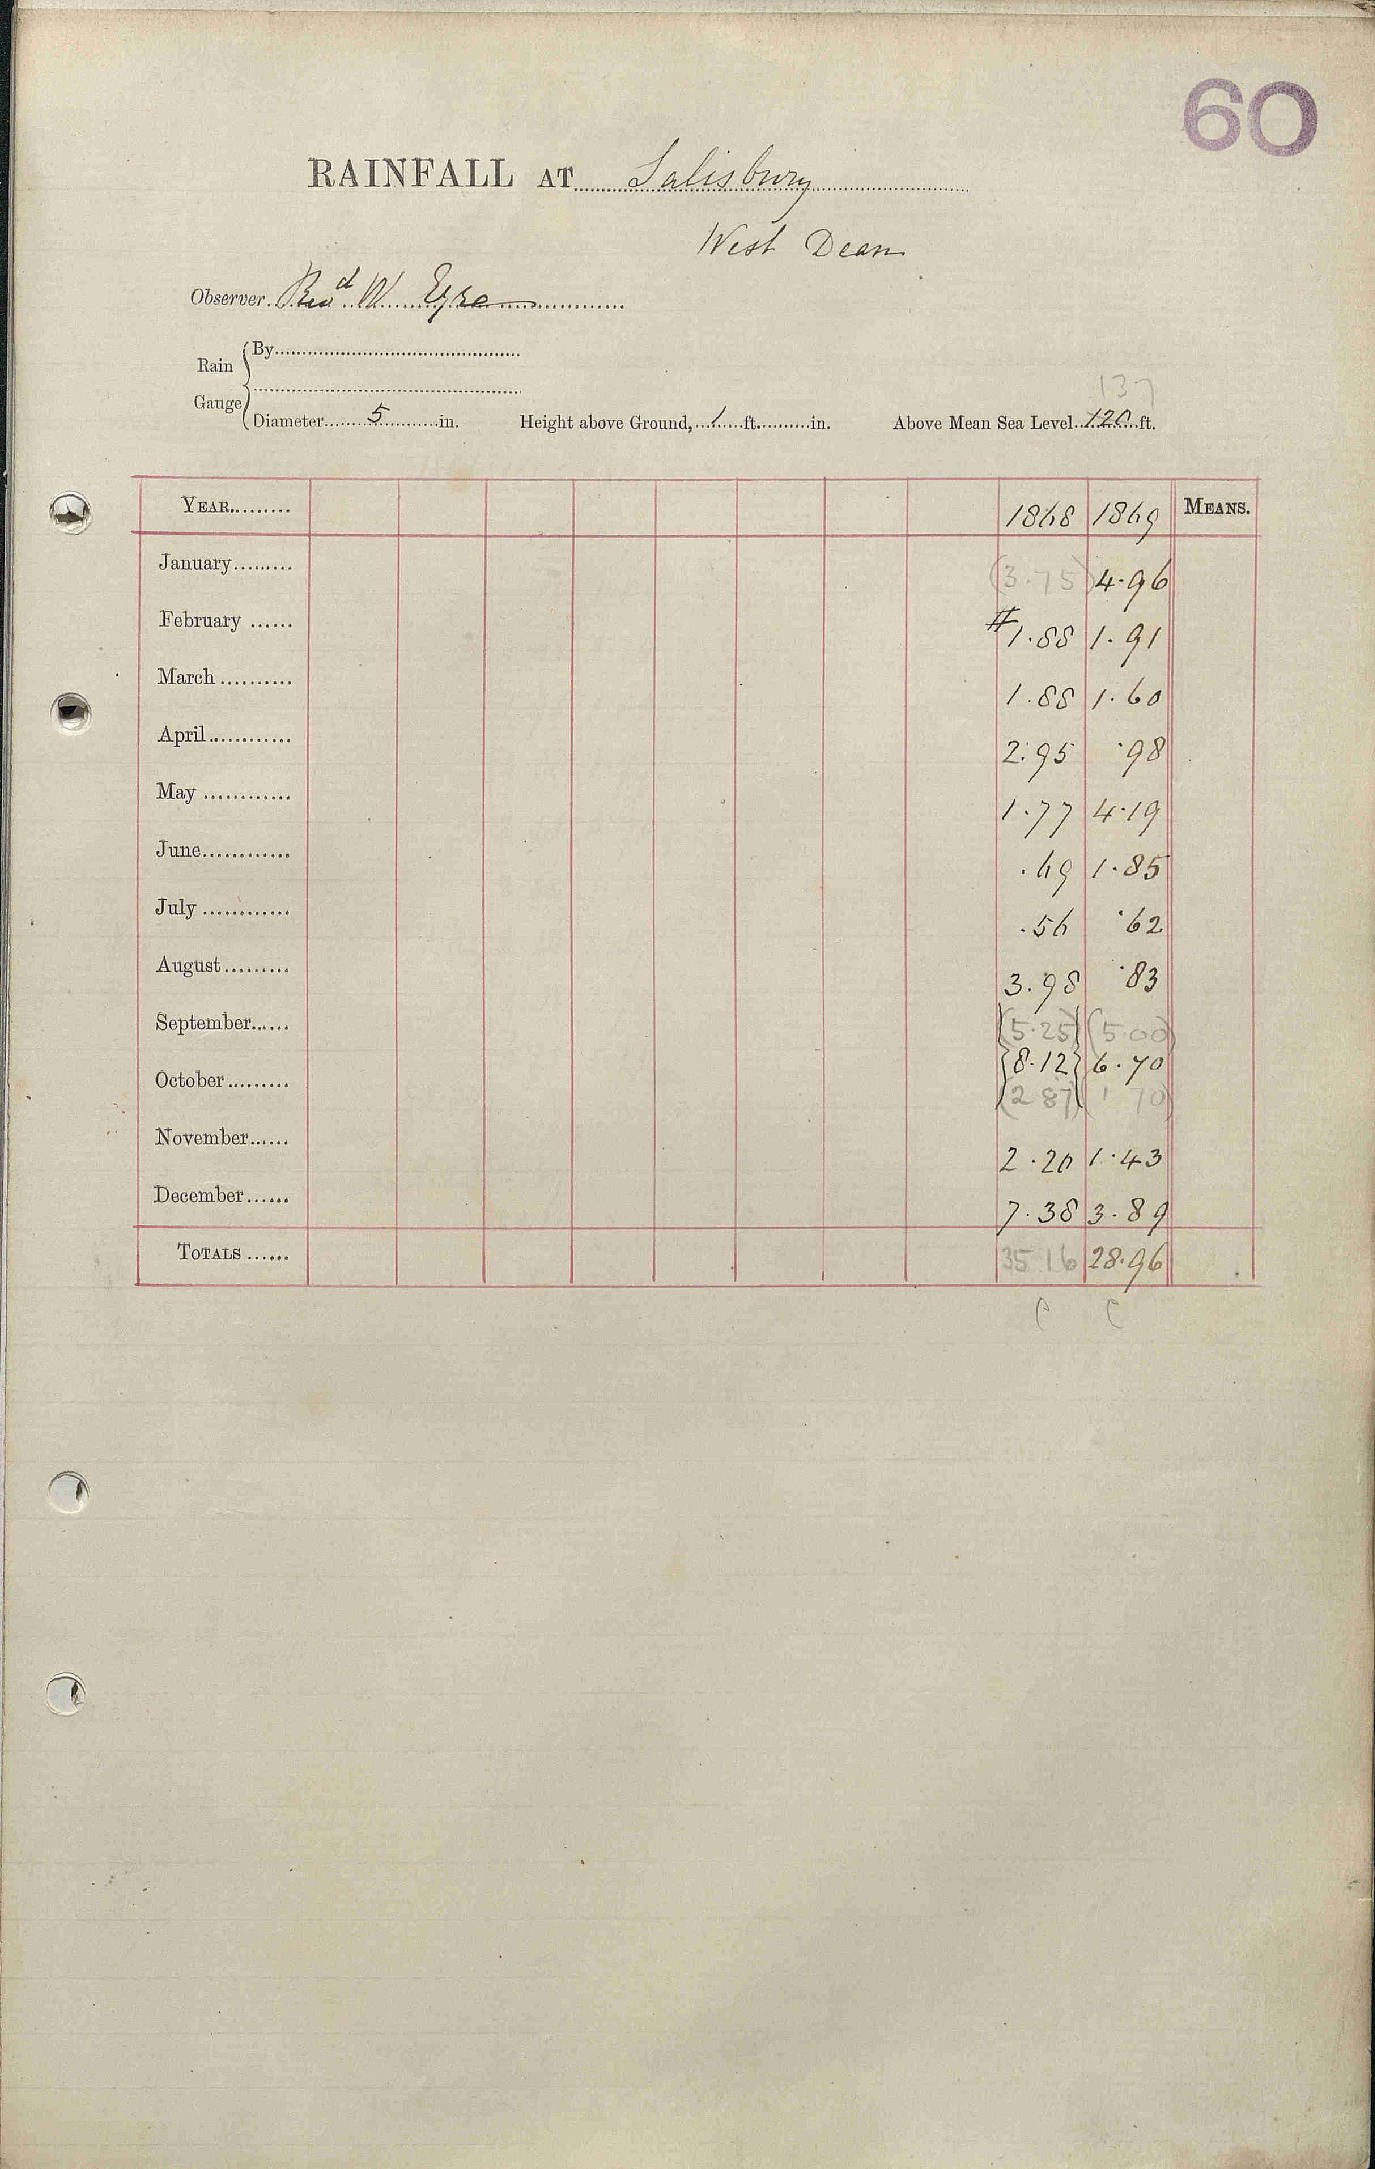 60
RAINFALL AT Salisbury
West Dean
Observer. Revd W. Eyre
Rain Gauge
By
137
Diameter 5 in. Height above Ground, 1 ft. in. Above Mean Sea Level 120 ft.
YEAR 1868 1869 MEANS.
January (3.75) 4.96
February #1.88 1.91
March 1.88 1.60
April 2.95 .98
May 1.77 4.19
June .69 1.85
July .56 .62
August 3.98 .83
September (5.25) (5.00)
{8.12} 6.70
October (2 87) (1 70)
November 2.20 1.43
December 7.38 3.89
TOTALS 35 16 28.96
C C